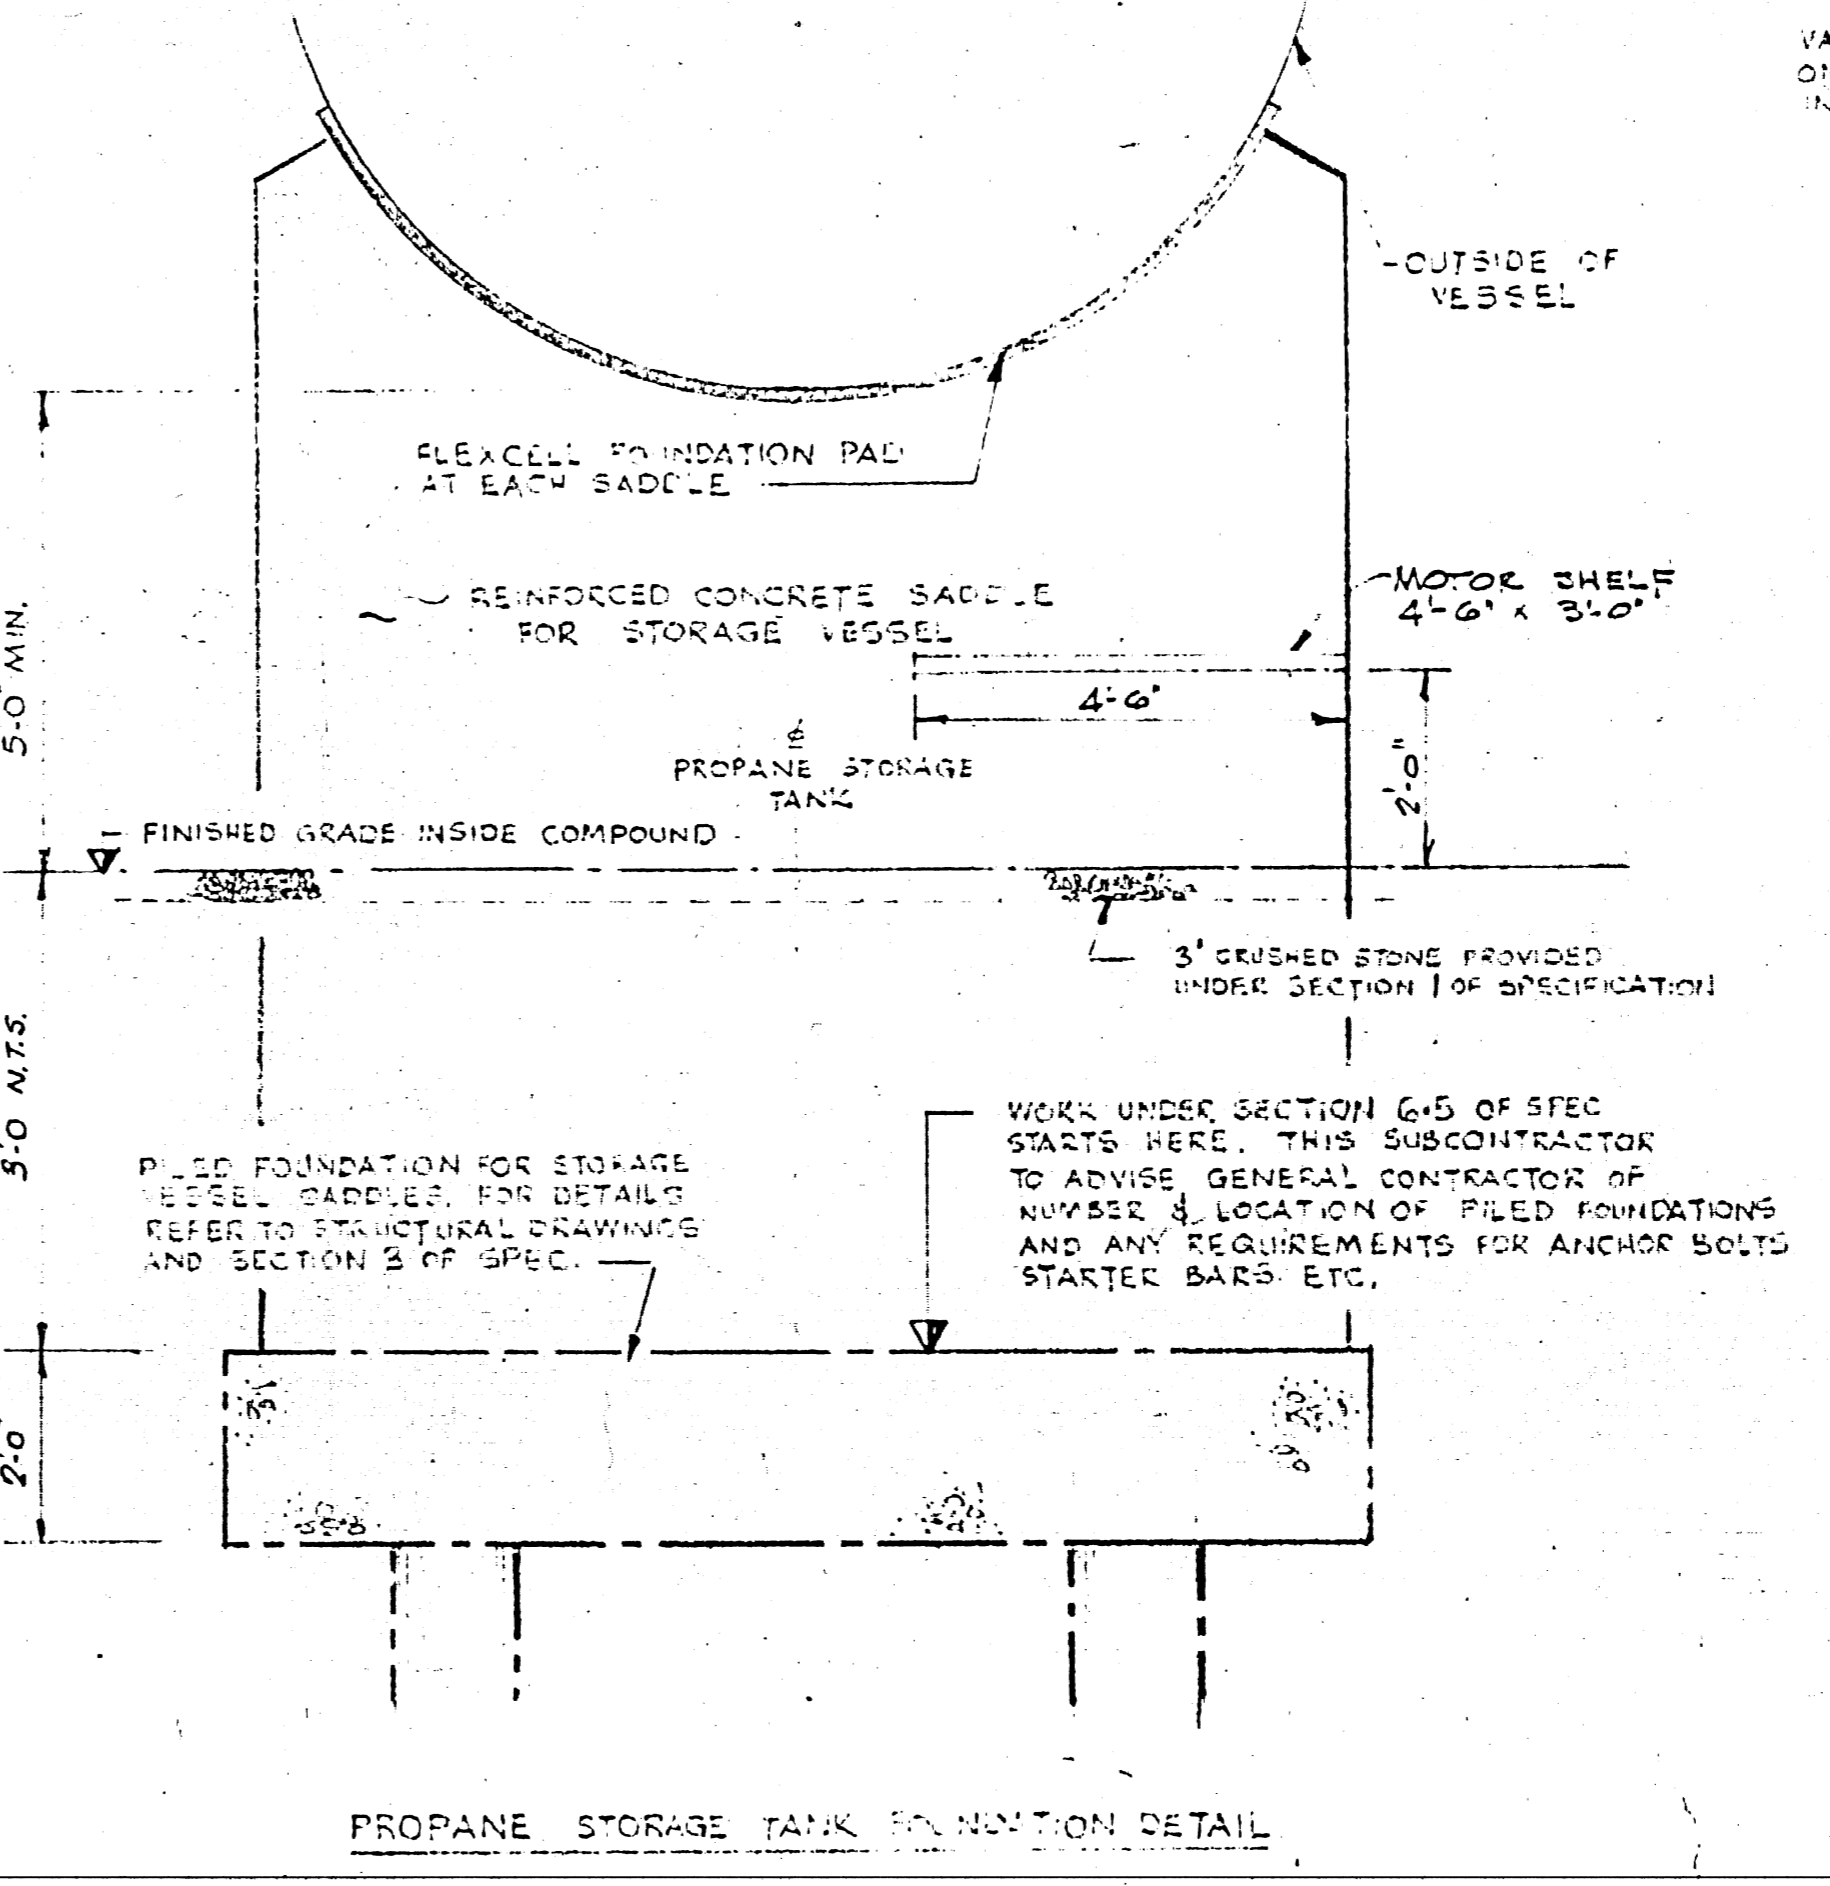 VA
IN
-OUTSIDE OF
VESSEL
FLEXCELL FOUNDATION PAD
AT EACH SADDLE
5'-0" MIN.
REINFORCED CONCRETE SADDLE
FOR STORAGE VESSEL
MOTOR SHELF
4'-6" x 3'-0"
4'-6"
2'-0"
PROPANE STORAGE
TANK
FINISHED GRADE INSIDE COMPOUND
3" CRUSHED STONE PROVIDED
UNDER SECTION 1 OF SPECIFICATION
3'-0 N.T.S.
PILED FOUNDATION FOR STORAGE
VESSEL SADDLES. FOR DETAILS
REFER TO STRUCTURAL DRAWINGS
AND SECTION 3 OF SPEC.
WORK UNDER SECTION 6.5 OF SPEC
STARTS HERE. THIS SUBCONTRACTOR
TO ADVISE GENERAL CONTRACTOR OF
NUMBER & LOCATION OF PILED FOUNDATIONS
AND ANY REQUIREMENTS FOR ANCHOR BOLTS
STARTER BARS. ETC.
2'-0"
PROPANE STORAGE TANK FOUNDATION DETAIL